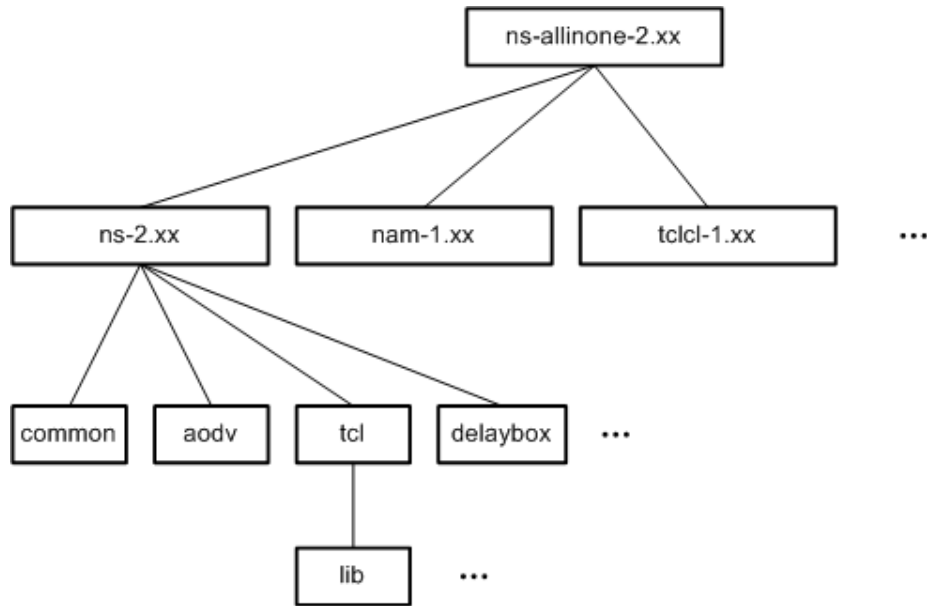 ns-allinone-2.xx
ns-2.xx
nam-1.xx
tclcl-1.xx
...
common
aodv
tcl
delaybox
...
lib
...